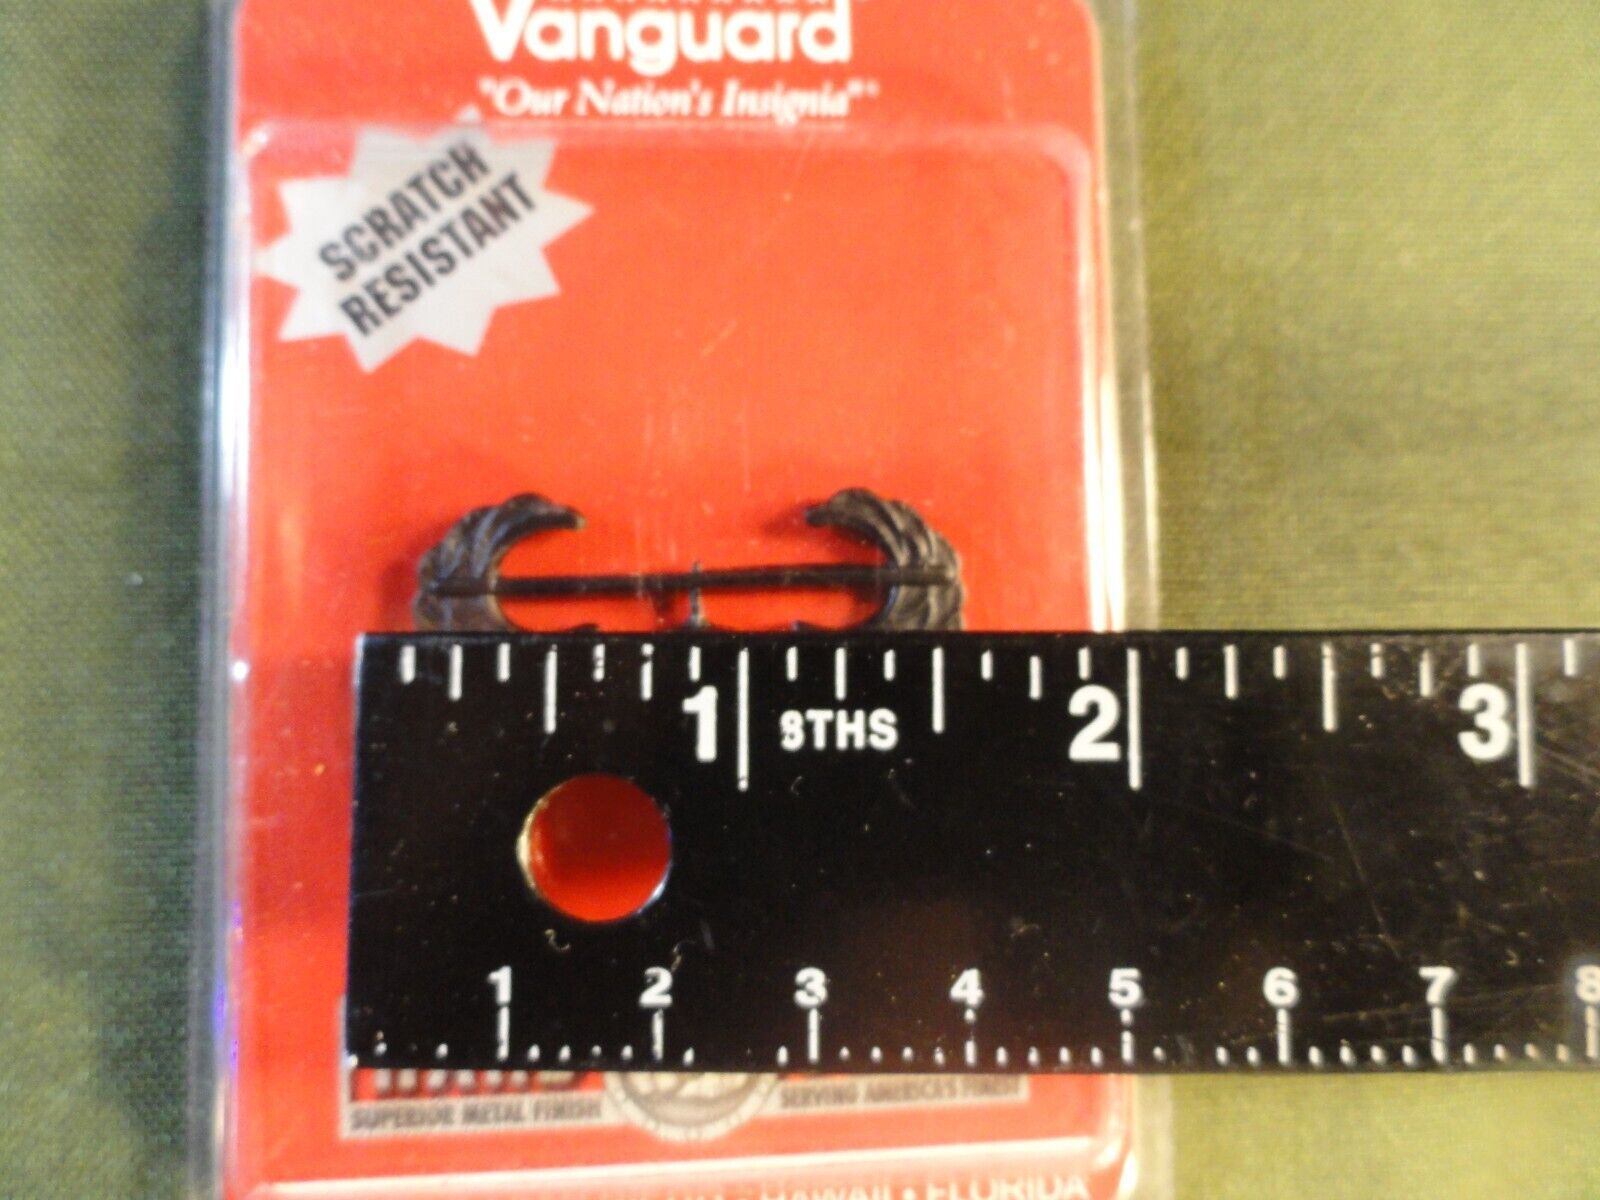 Vanguard
"Our Nation's Insignia"®
SCRATCH
RESISTANT
1 8THS 2 3
1 2 3 4 5 6 7 8
SUPERIOR METAL FINISH
SERVING AMERICA'S FINEST
HAWAII • FLORIDA